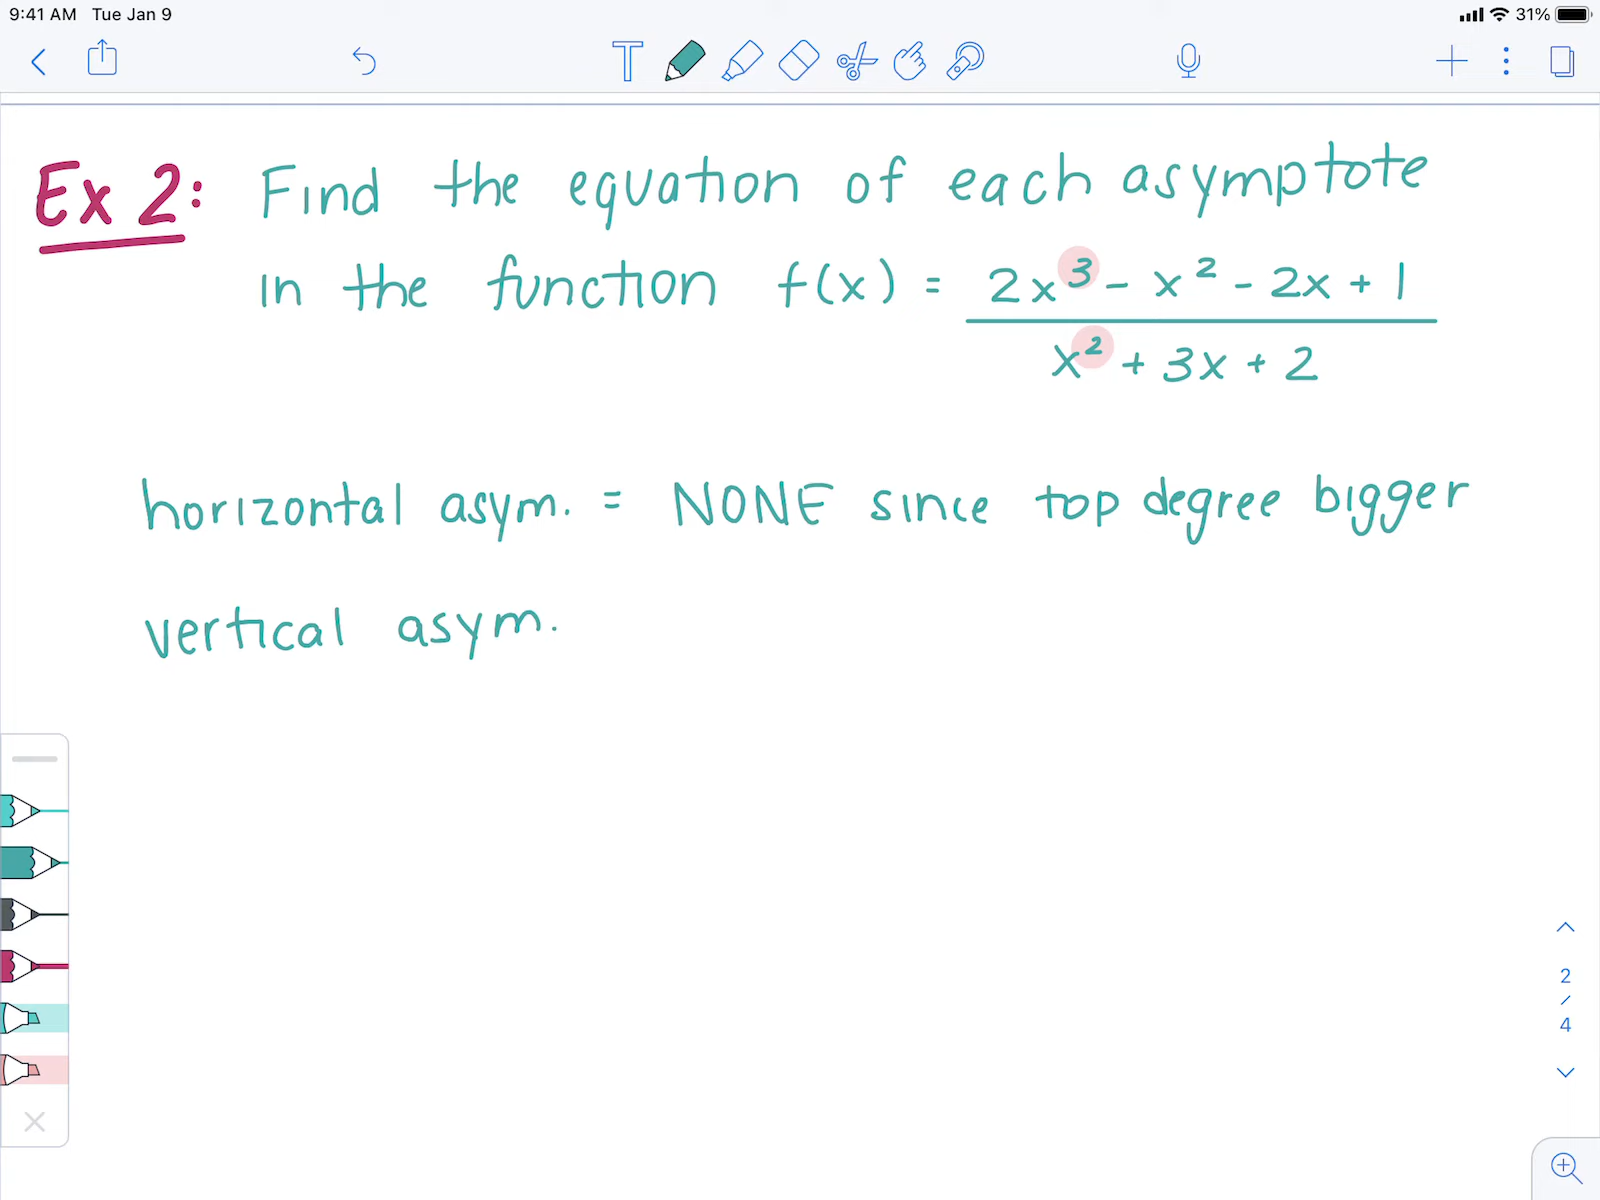 9:41 AM Tue Jan 9
31%
T
Ex 2: Find the equation of each asymptote
in the function f(x) = 2x³ - x² - 2x + 1
x² + 3x + 2
horizontal asym. = NONE since top degree bigger
vertical asym.
2
/
4